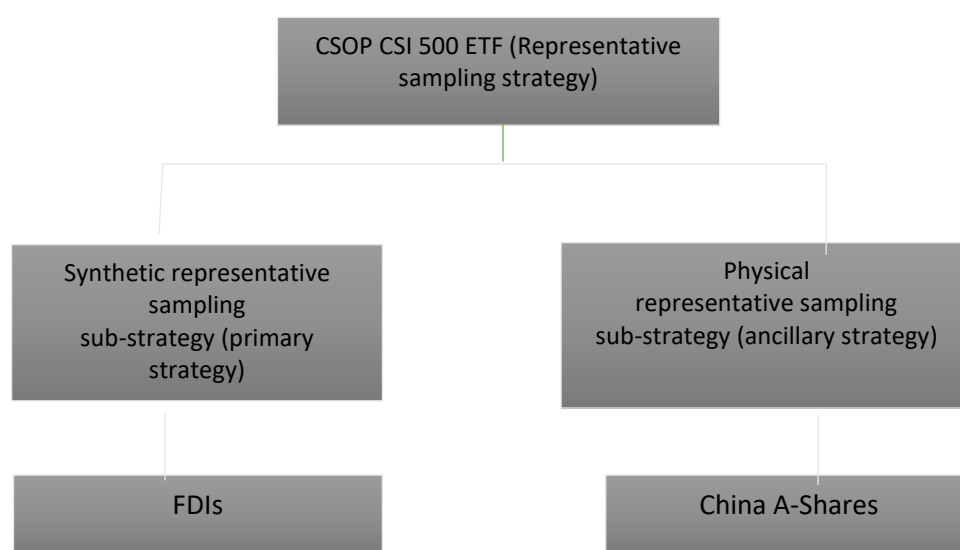 CSOP CSI 500 ETF (Representative
sampling strategy)
Synthetic representative
sampling
sub-strategy (primary
strategy)
Physical
representative sampling
sub-strategy (ancillary strategy)
FDIs
China A-Shares